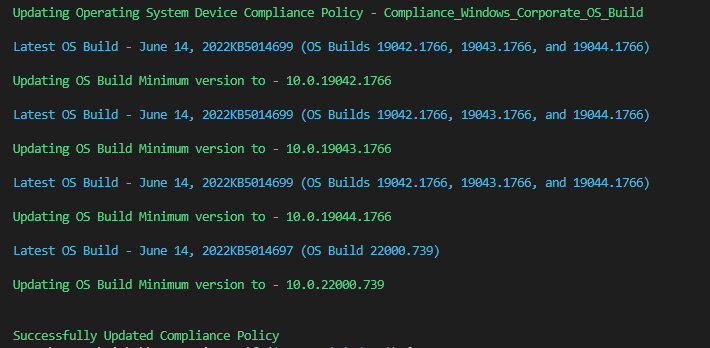 Updating Operating System Device Compliance Policy - Compliance_Windows_Corporate_OS_Build
Latest OS Build - June 14, 2022KB5014699 (OS Builds 19042.1766, 19043.1766, and 19044.1766)
Updating OS Build Minimum version to - 10.0.19042.1766
Latest OS Build - June 14, 2022KB5014699 (OS Builds 19042.1766, 19043.1766, and 19044.1766)
Updating OS Build Minimum version to - 10.0.19043.1766
Latest OS Build - June 14, 2022KB5014699 (OS Builds 19042.1766, 19043.1766, and 19044.1766)
Updating OS Build Minimum version to - 10.0.19044.1766
Latest OS Build - June 14, 2022KB5014697 (OS Build 22000.739)
Updating OS Build Minimum version to - 10.0.22000.739
Successfully Updated Compliance Policy